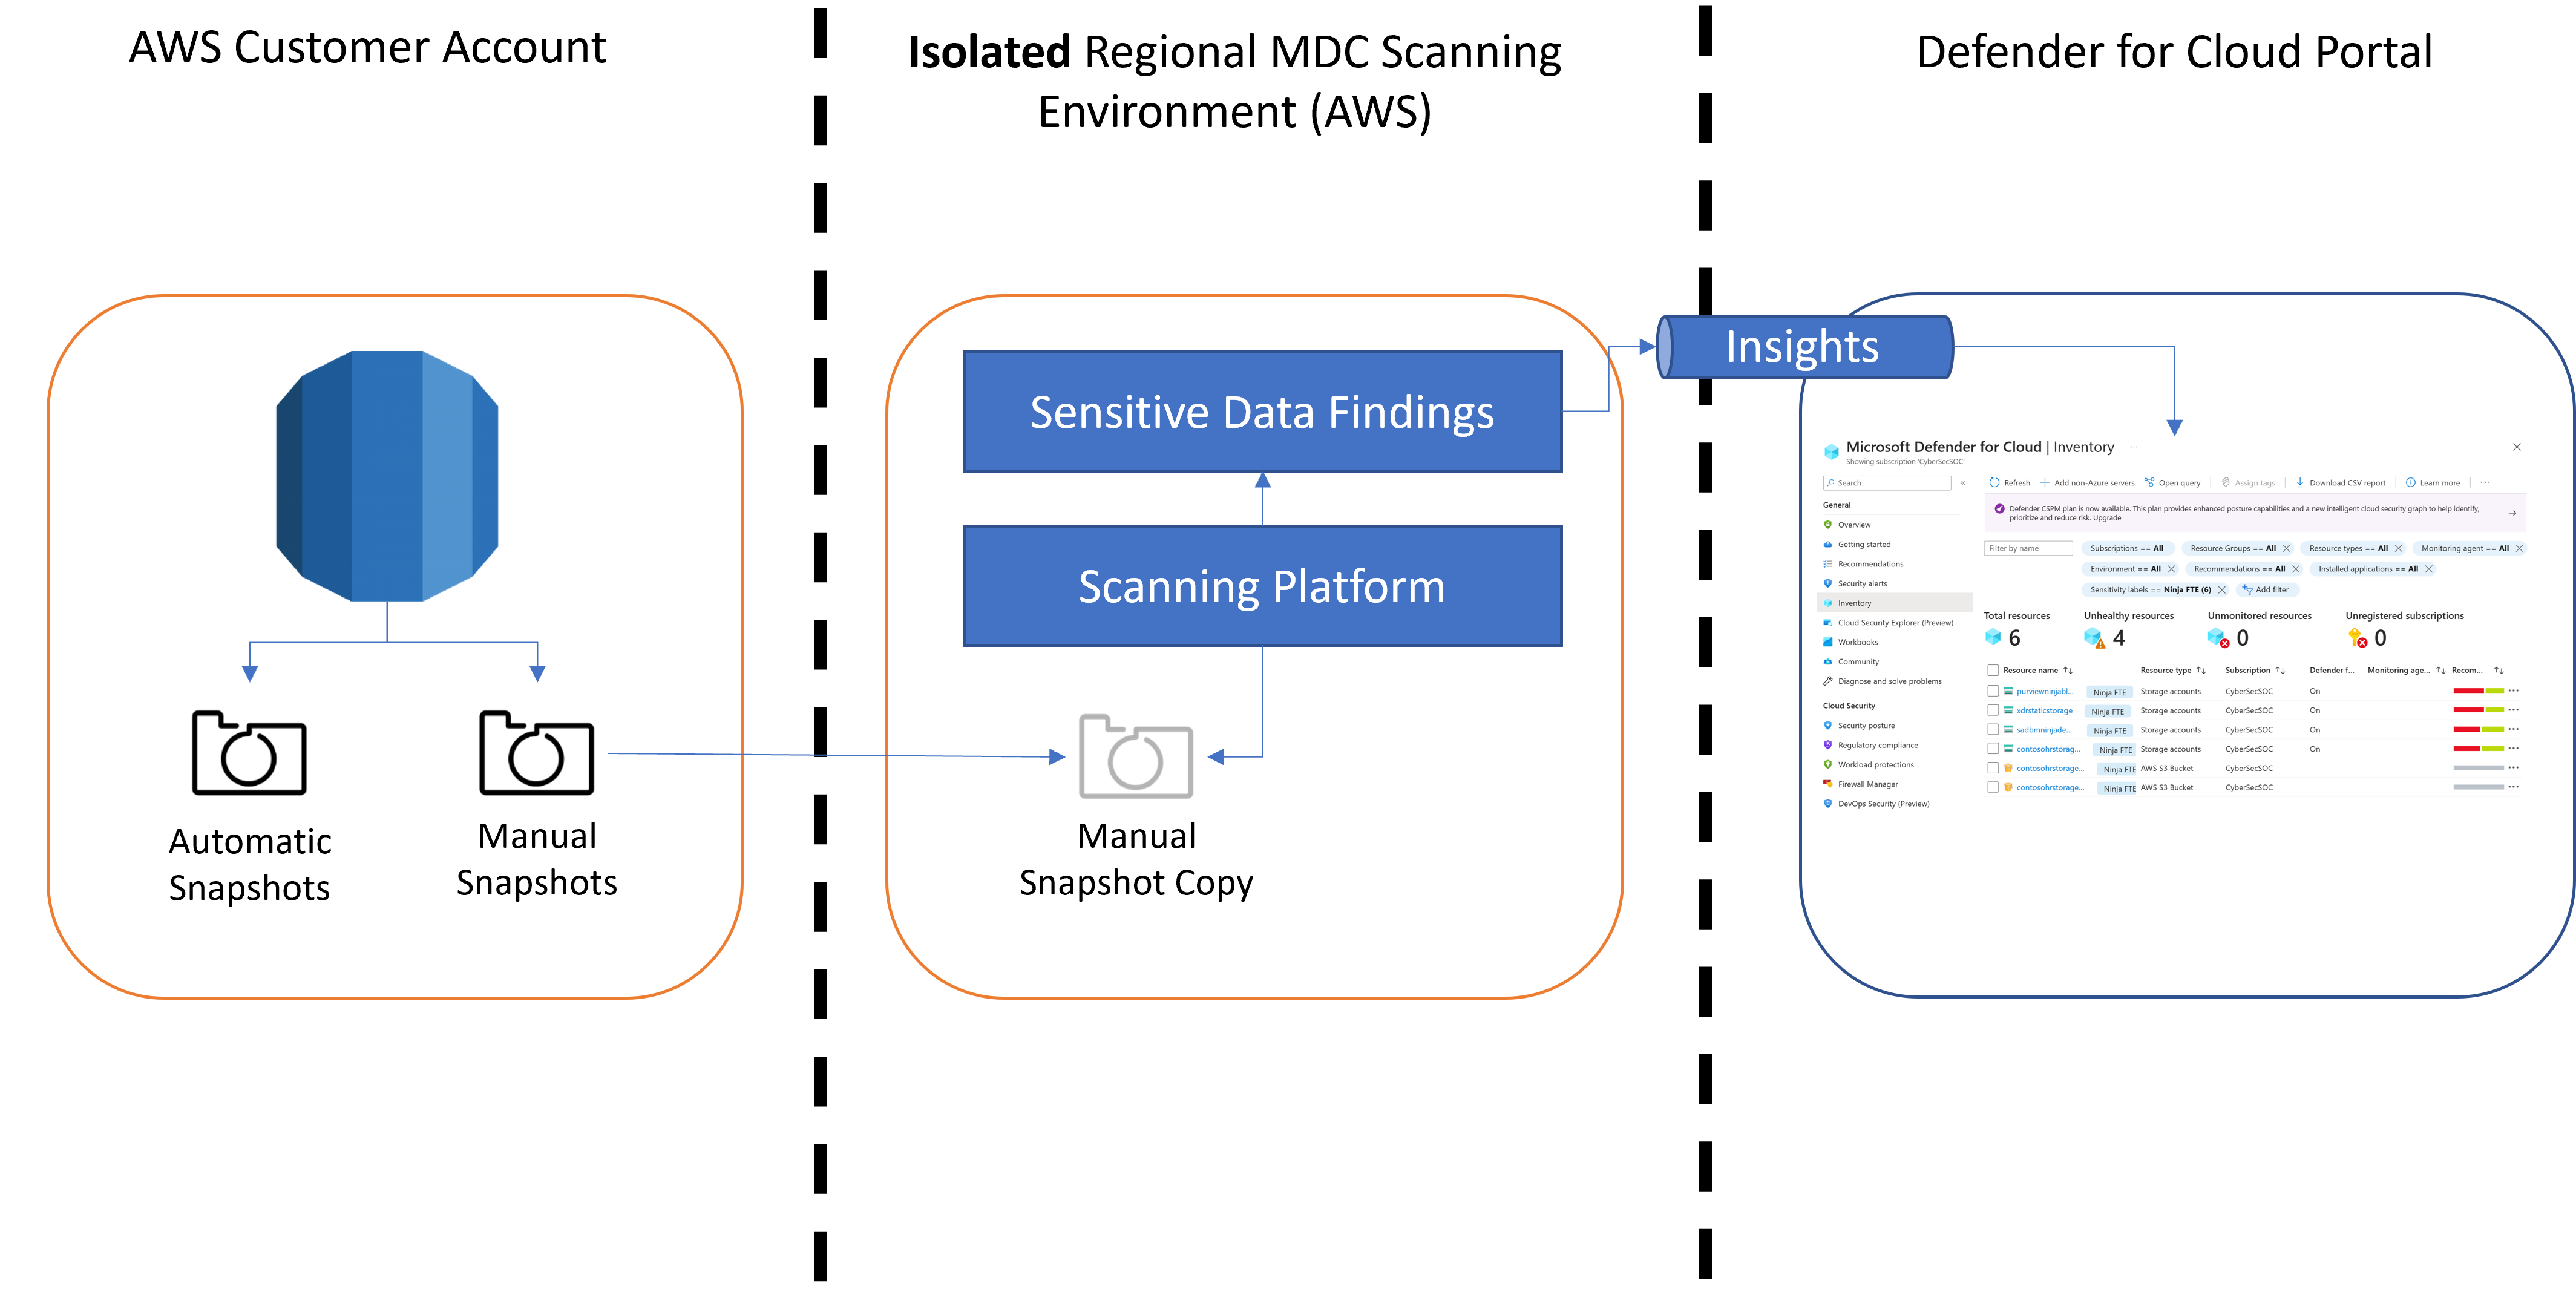 AWS Customer Account
Isolated Regional MDC Scanning
Environment (AWS)
Defender for Cloud Portal
Automatic
Snapshots
Manual
Snapshots
Sensitive Data Findings
Scanning Platform
Manual
Snapshot Copy
Insights
Microsoft Defender for Cloud | Inventory ...
Showing subscription 'CyberSecSOC'
Search
«
General
Overview
Getting started
Recommendations
Security alerts
Inventory
Cloud Security Explorer (Preview)
Workbooks
Community
Diagnose and solve problems
Cloud Security
Security posture
Regulatory compliance
Workload protections
Firewall Manager
DevOps Security (Preview)
Refresh Add non-Azure servers Open query Assign tags Download CSV report Learn more ...
Defender CSPM plan is now available. This plan provides enhanced posture capabilities and a new intelligent cloud security graph to help identify,
prioritize and reduce risk. Upgrade
Filter by name Subscriptions == All Resource Groups == All Resource types == All Monitoring agent == All
Environment == All Recommendations == All Installed applications == All
Sensitivity labels == Ninja FTE (6) Add filter
Total resources Unhealthy resources Unmonitored resources Unregistered subscriptions
6 4 0 0
Resource name Resource type Subscription Defender f... Monitoring age... Recom...
purviewninjabl... Ninja FTE Storage accounts CyberSecSOC On ...
xdrstaticstorage Ninja FTE Storage accounts CyberSecSOC On ...
sadbmninjade... Ninja FTE Storage accounts CyberSecSOC On ...
contosohrstorag... Ninja FTE Storage accounts CyberSecSOC On ...
contosohrstorage... Ninja FTE AWS S3 Bucket CyberSecSOC ...
contosohrstorage... Ninja FTE AWS S3 Bucket CyberSecSOC ...